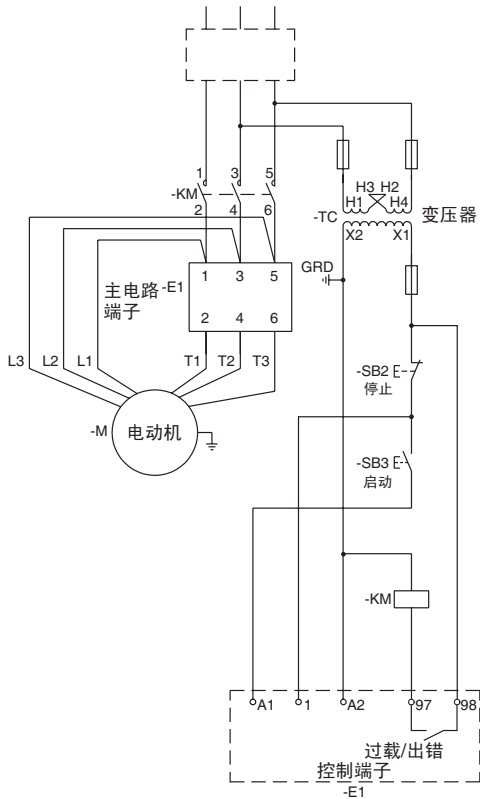 1 3 5
-KM
2 4 6
H3 H2
H1 H4
-TC
变压器
X2 X1
GRD
主电路
端子
-E1
1 3 5
2 4 6
L3 L2 L1 T1 T2 T3
-M
电动机
-SB2
停止
-SB3
启动
-KM
A1 1 A2 97 98
过载/出错
控制端子
-E1